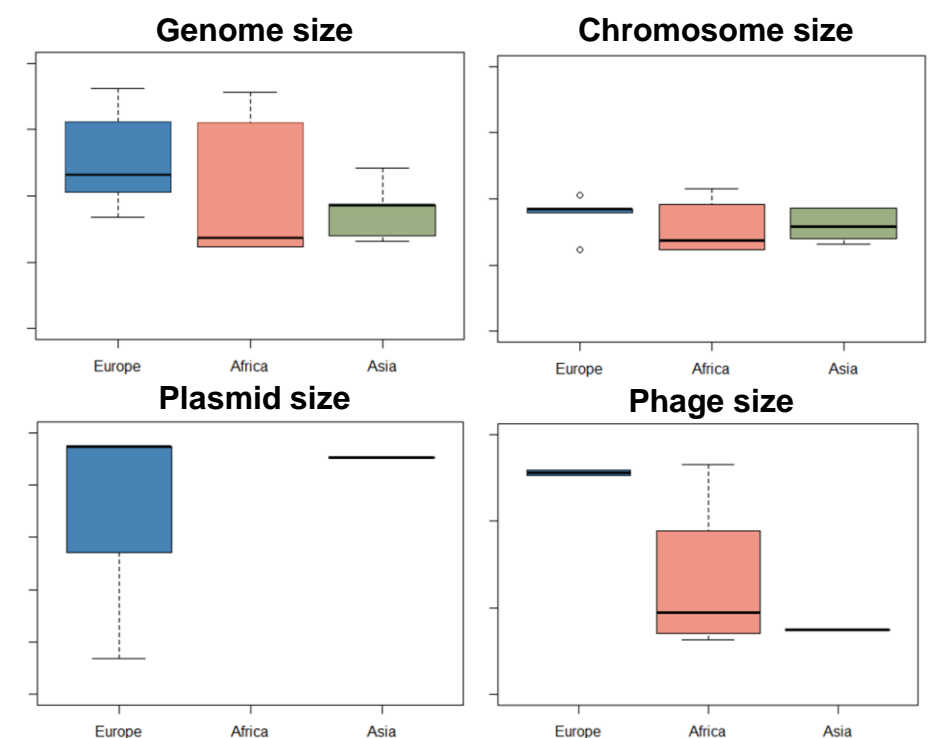 Genome size
Chromosome size
Europe Africa Asia
Europe Africa Asia
Plasmid size
Phage size
Europe Africa Asia
Europe Africa Asia